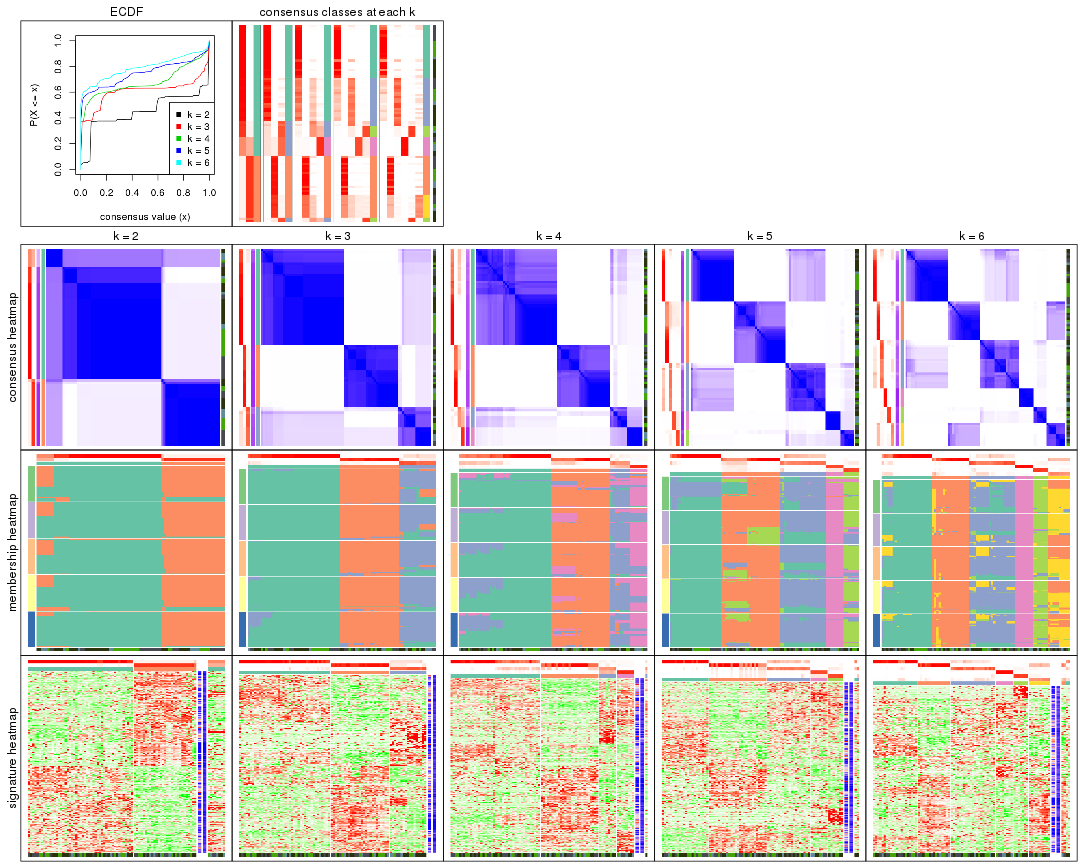 ECDF
consensus classes at each k
P(X <= x)
0.0
0.2
0.4
0.6
0.8
1.0
k = 2
k = 3
k = 4
k = 5
k = 6
0.0 0.2 0.4 0.6 0.8 1.0
consensus value (x)
k = 2
k = 3
k = 4
k = 5
k = 6
consensus heatmap
membership heatmap
signature heatmap